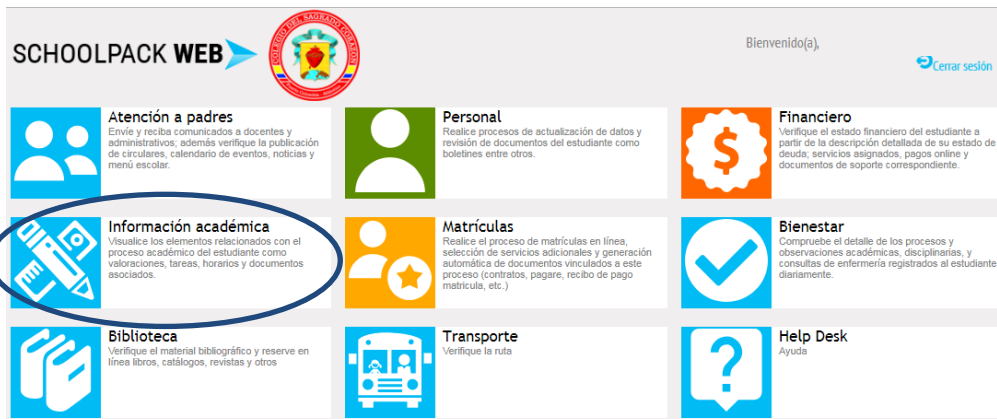 SCHOOLPACK WEB
COLEGIO DEL SAGRADO CORAZON
Bienvenido(a),
Cerrar sesión
Atención a padres
Envíe y reciba comunicados a docentes y
administrativos; además verifique la publicación
de circulares, calendario de eventos, noticias y
menú escolar.
Personal
Realice procesos de actualización de datos y
revisión de documentos del estudiante como
boletines entre otros.
Financiero
Verifique el estado financiero del estudiante a
partir de la descripción detallada de su estado de
deuda; servicios asignados, pagos online y
documentos de soporte correspondiente.
Información académica
Visualice los elementos relacionados con el
proceso académico del estudiante como
valoraciones, tareas, horarios y documentos
asociados.
Matrículas
Realice el proceso de matrículas en línea,
selección de servicios adicionales y generación
automática de documentos vinculados a este
proceso (contratos, pagare, recibo de pago
matricula, etc.)
Bienestar
Compruebe el detalle de los procesos y
observaciones académicas, disciplinarias, y
consultas de enfermería registrados al estudiante
diariamente.
Biblioteca
Verifique el material bibliográfico y reserve en
línea libros, catálogos, revistas y otros
Transporte
Verifique la ruta
Help Desk
Ayuda